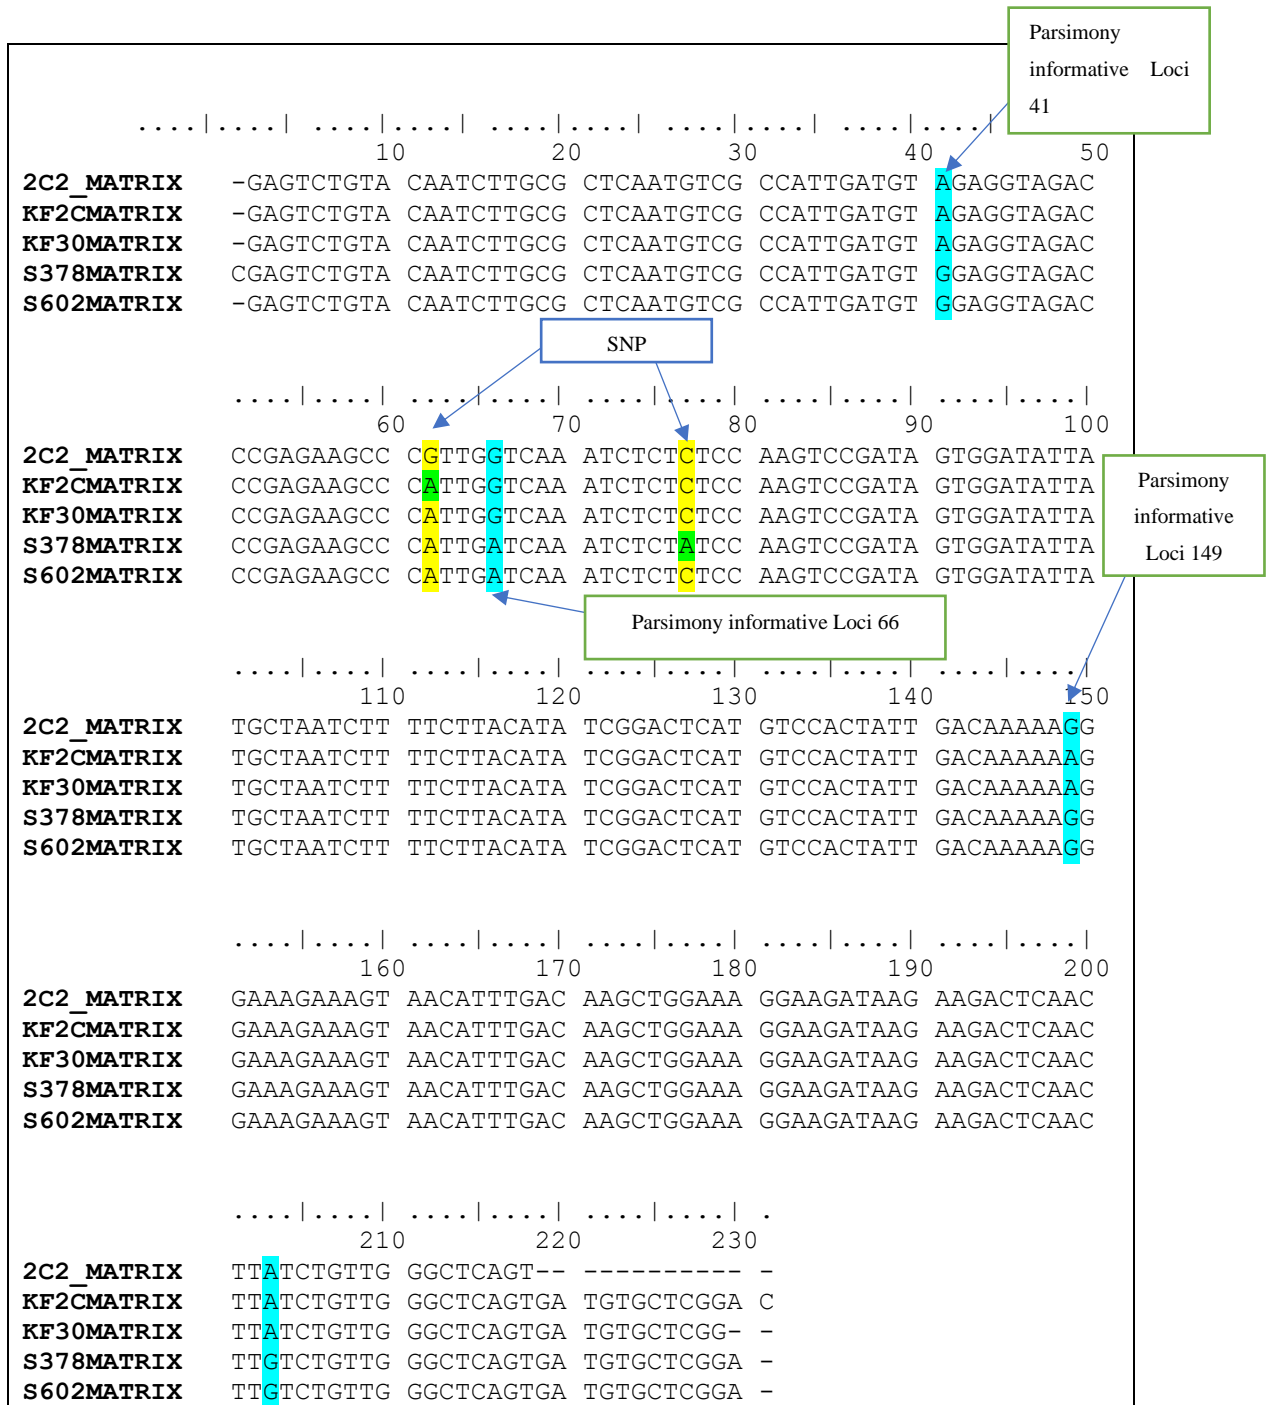 Parsimony
informative Loci
41
....|....| ....|....| ....|....| ....|....| ....|....
10 20 30 40 50
2C2_MATRIX -GAGTCTGTA CAATCTTGCG CTCAATGTCG CCATTGATGT AGAGGTAGAC
KF2CMATRIX -GAGTCTGTA CAATCTTGCG CTCAATGTCG CCATTGATGT AGAGGTAGAC
KF30MATRIX -GAGTCTGTA CAATCTTGCG CTCAATGTCG CCATTGATGT AGAGGTAGAC
S378MATRIX CGAGTCTGTA CAATCTTGCG CTCAATGTCG CCATTGATGT GGAGGTAGAC
S602MATRIX -GAGTCTGTA CAATCTTGCG CTCAATGTCG CCATTGATGT GGAGGTAGAC
SNP
....|....| ....|....| ....|....| ....|....| ....|....|
60 70 80 90 100
2C2_MATRIX CCGAGAAGCC CGTTGGTCAA ATCTCTCTCC AAGTCCGATA GTGGATATTA
KF2CMATRIX CCGAGAAGCC CATTGGTCAA ATCTCTCTCC AAGTCCGATA GTGGATATTA
KF30MATRIX CCGAGAAGCC CATTGGTCAA ATCTCTCTCC AAGTCCGATA GTGGATATTA
S378MATRIX CCGAGAAGCC CATTGATCAA ATCTCTATCC AAGTCCGATA GTGGATATTA
S602MATRIX CCGAGAAGCC CATTGATCAA ATCTCTCTCC AAGTCCGATA GTGGATATTA
Parsimony
informative
Loci 149
Parsimony informative Loci 66
....|....| ....|....| ....|....| ....|....| ....|....|
110 120 130 140 150
2C2_MATRIX TGCTAATCTT TTCTTACATA TCGGACTCAT GTCCACTATT GACAAAAAGG
KF2CMATRIX TGCTAATCTT TTCTTACATA TCGGACTCAT GTCCACTATT GACAAAAAAG
KF30MATRIX TGCTAATCTT TTCTTACATA TCGGACTCAT GTCCACTATT GACAAAAAAG
S378MATRIX TGCTAATCTT TTCTTACATA TCGGACTCAT GTCCACTATT GACAAAAAGG
S602MATRIX TGCTAATCTT TTCTTACATA TCGGACTCAT GTCCACTATT GACAAAAAGG
....|....| ....|....| ....|....| ....|....| ....|....|
160 170 180 190 200
2C2_MATRIX GAAAGAAAGT AACATTTGAC AAGCTGGAAA GGAAGATAAG AAGACTCAAC
KF2CMATRIX GAAAGAAAGT AACATTTGAC AAGCTGGAAA GGAAGATAAG AAGACTCAAC
KF30MATRIX GAAAGAAAGT AACATTTGAC AAGCTGGAAA GGAAGATAAG AAGACTCAAC
S378MATRIX GAAAGAAAGT AACATTTGAC AAGCTGGAAA GGAAGATAAG AAGACTCAAC
S602MATRIX GAAAGAAAGT AACATTTGAC AAGCTGGAAA GGAAGATAAG AAGACTCAAC
....|....| ....|....| ....|....| .
210 220 230
2C2_MATRIX TTATCTGTTG GGCTCAGT-- ---------- -
KF2CMATRIX TTATCTGTTG GGCTCAGTGA TGTGCTCGGA C
KF30MATRIX TTATCTGTTG GGCTCAGTGA TGTGCTCGG- -
S378MATRIX TTGTCTGTTG GGCTCAGTGA TGTGCTCGGA -
S602MATRIX TTGTCTGTTG GGCTCAGTGA TGTGCTCGGA -